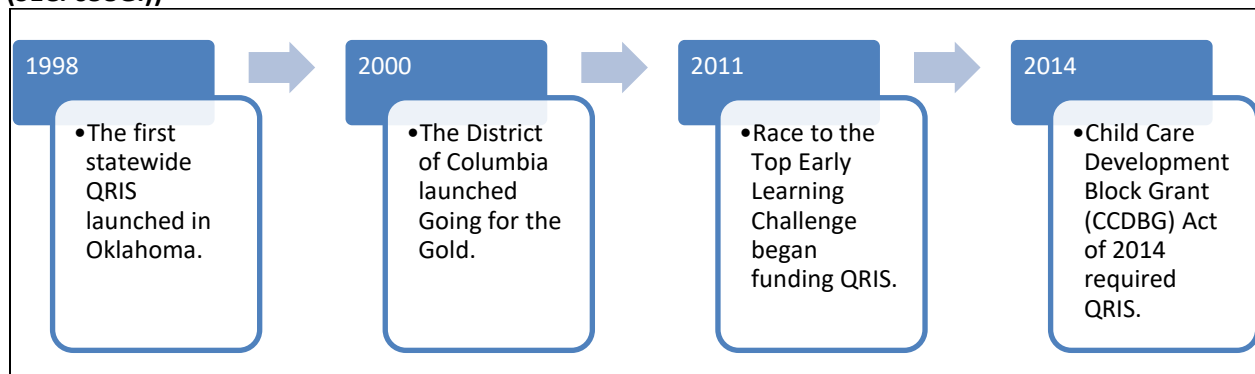 1998
•The first
statewide
QRIS
launched in
Oklahoma.
2000
•The District
of Columbia
launched
Going for the
Gold.
2011
•Race to the
Top Early
Learning
Challenge
began
funding QRIS.
2014
•Child Care
Development
Block Grant
(CCDBG) Act
of 2014
required
QRIS.